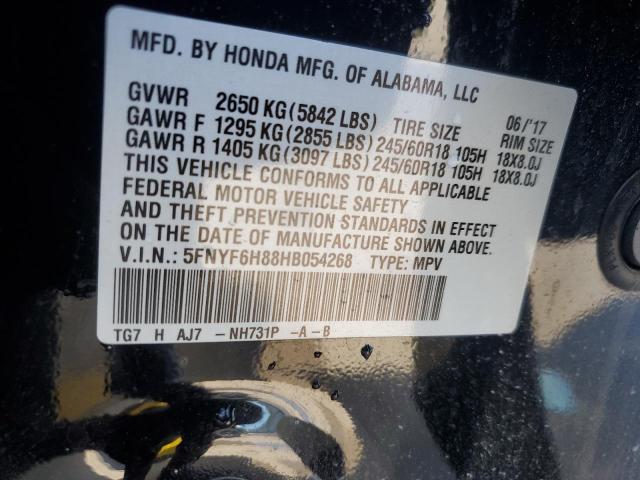 MFD. BY HONDA MFG. OF ALABAMA, LLC
06/'17
GVWR 2650 KG (5842 LBS) TIRE SIZE RIM SIZE
GAWR F 1295 KG (2855 LBS) 245/60R18 105H 18X8.0J
GAWR R 1405 KG (3097 LBS) 245/60R18 105H 18X8.0J
THIS VEHICLE CONFORMS TO ALL APPLICABLE
FEDERAL MOTOR VEHICLE SAFETY
AND THEFT PREVENTION STANDARDS IN EFFECT
ON THE DATE OF MANUFACTURE SHOWN ABOVE.
V.I.N.: 5FNYF6H88HB054268 TYPE: MPV
TG7 H AJ7 -NH731P -A-B